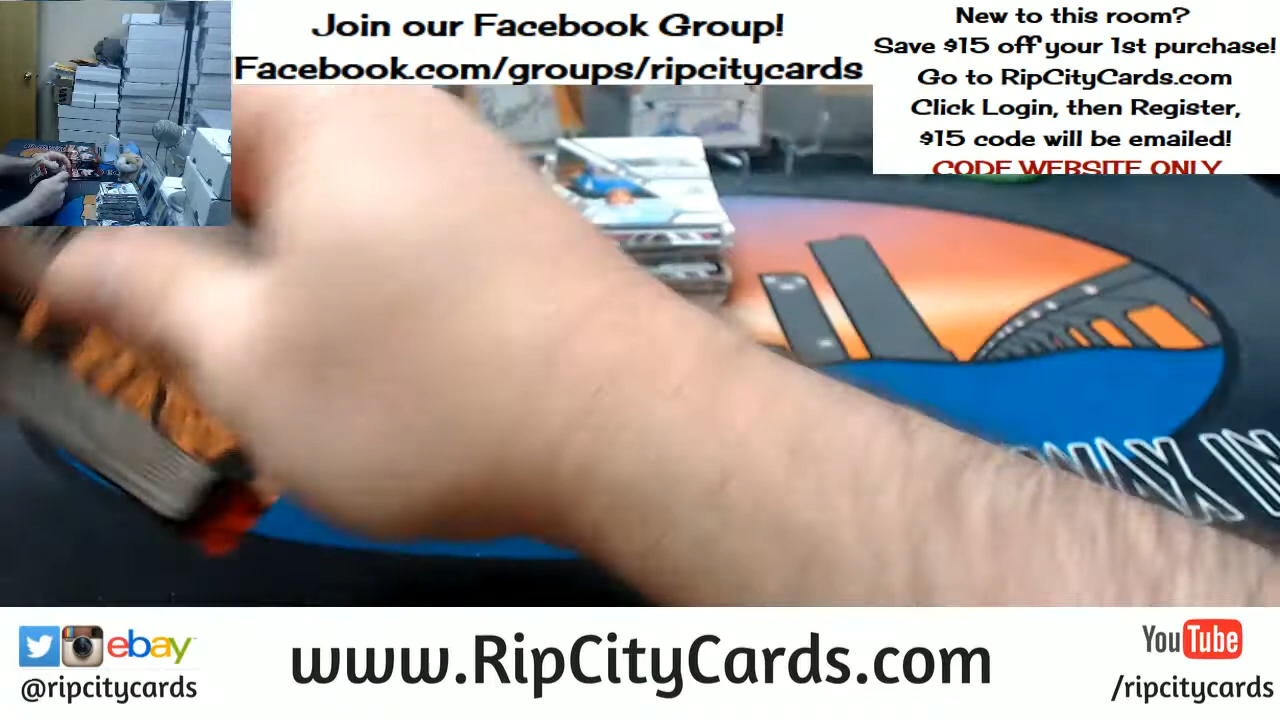 Join our Facebook Group!
Facebook.com/groups/ripcitycards
New to this room?
Save $15 off your 1st purchase!
Go to RipCityCards.com
Click Login, then Register,
$15 code will be emailed!
CODE WEBSITE ONLY
WAX IN
ebay
@ripcitycards
www.RipCityCards.com
YouTube
/ripcitycards